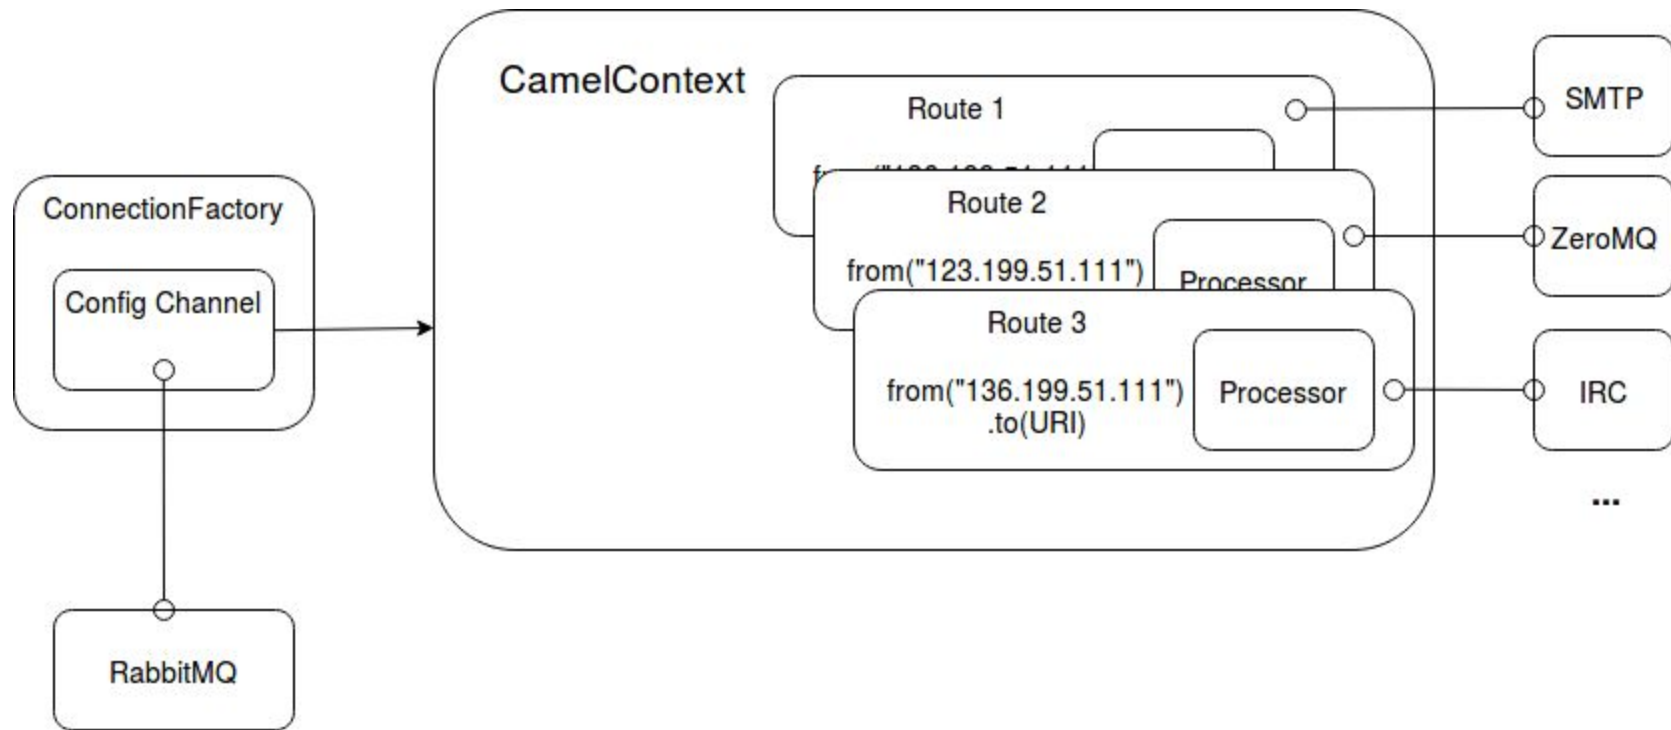 CamelContext
Route 1
SMTP
ConnectionFactory
Route 2
ZeroMQ
from("123.199.51.111")
Processor
Config Channel
Route 3
from("136.199.51.111")
.to(URI)
Processor
IRC
...
RabbitMQ